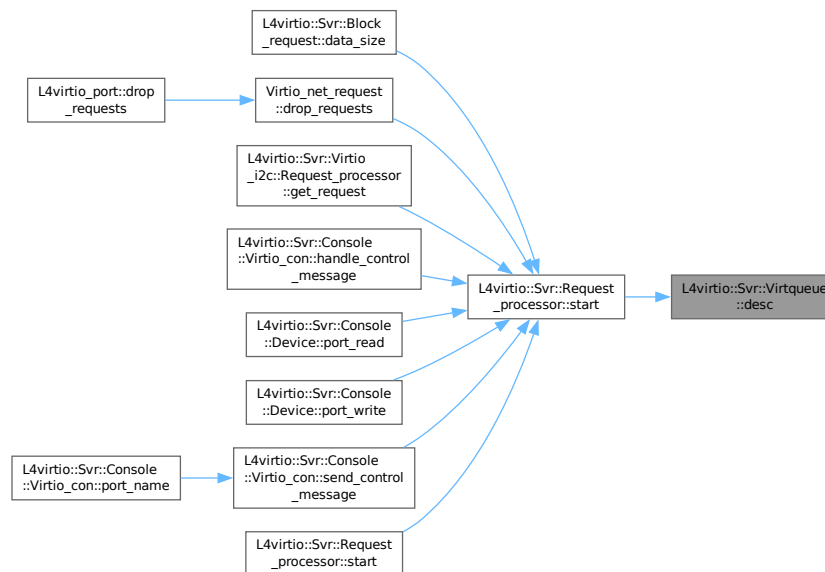 L4virtio::Svr::Block
_request::data_size
L4virtio_port::drop
_requests
Virtio_net_request
::drop_requests
L4virtio::Svr::Virtio
_i2c::Request_processor
::get_request
L4virtio::Svr::Console
::Virtio_con::handle_control
_message
L4virtio::Svr::Request
_processor::start
L4virtio::Svr::Virtqueue
::desc
L4virtio::Svr::Console
::Device::port_read
L4virtio::Svr::Console
::Device::port_write
L4virtio::Svr::Console
::Virtio_con::port_name
L4virtio::Svr::Console
::Virtio_con::send_control
_message
L4virtio::Svr::Request
_processor::start